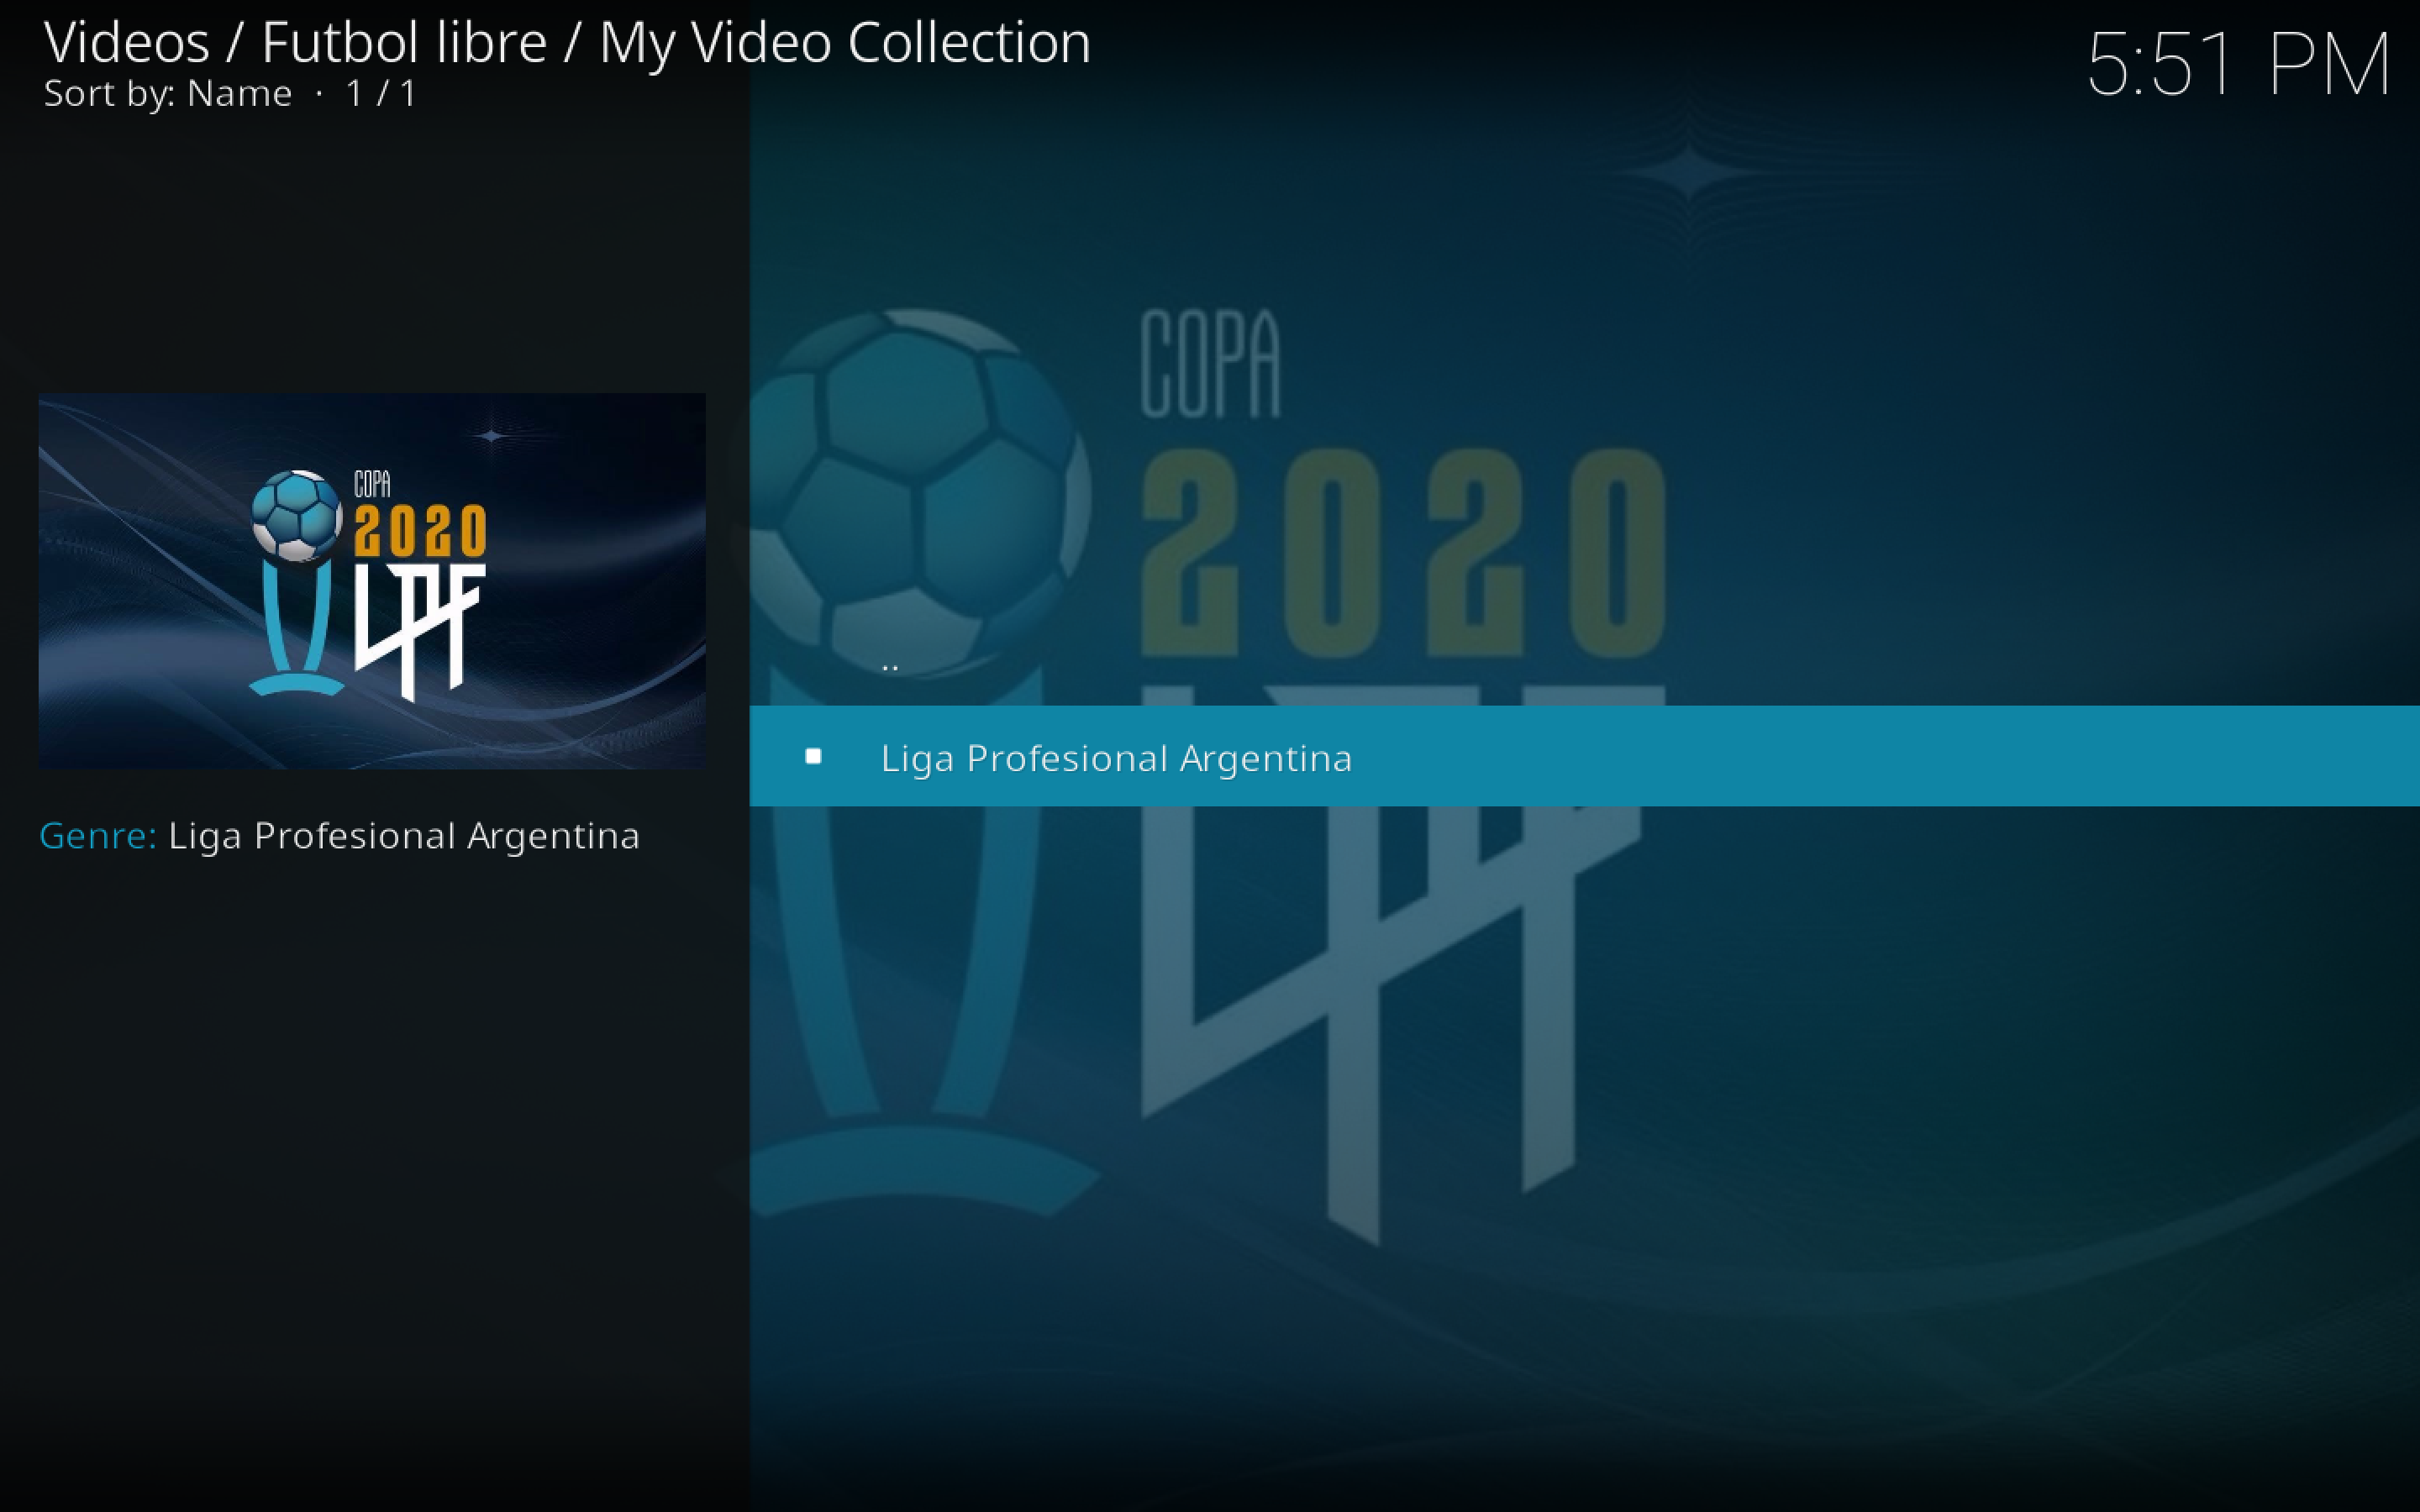 Videos / Futbol libre / My Video Collection
Sort by: Name · 1 / 1
5:51 PM
COPA
2020
LPF
Genre: Liga Profesional Argentina
COPA
2020
..
Liga Profesional Argentina
LPF